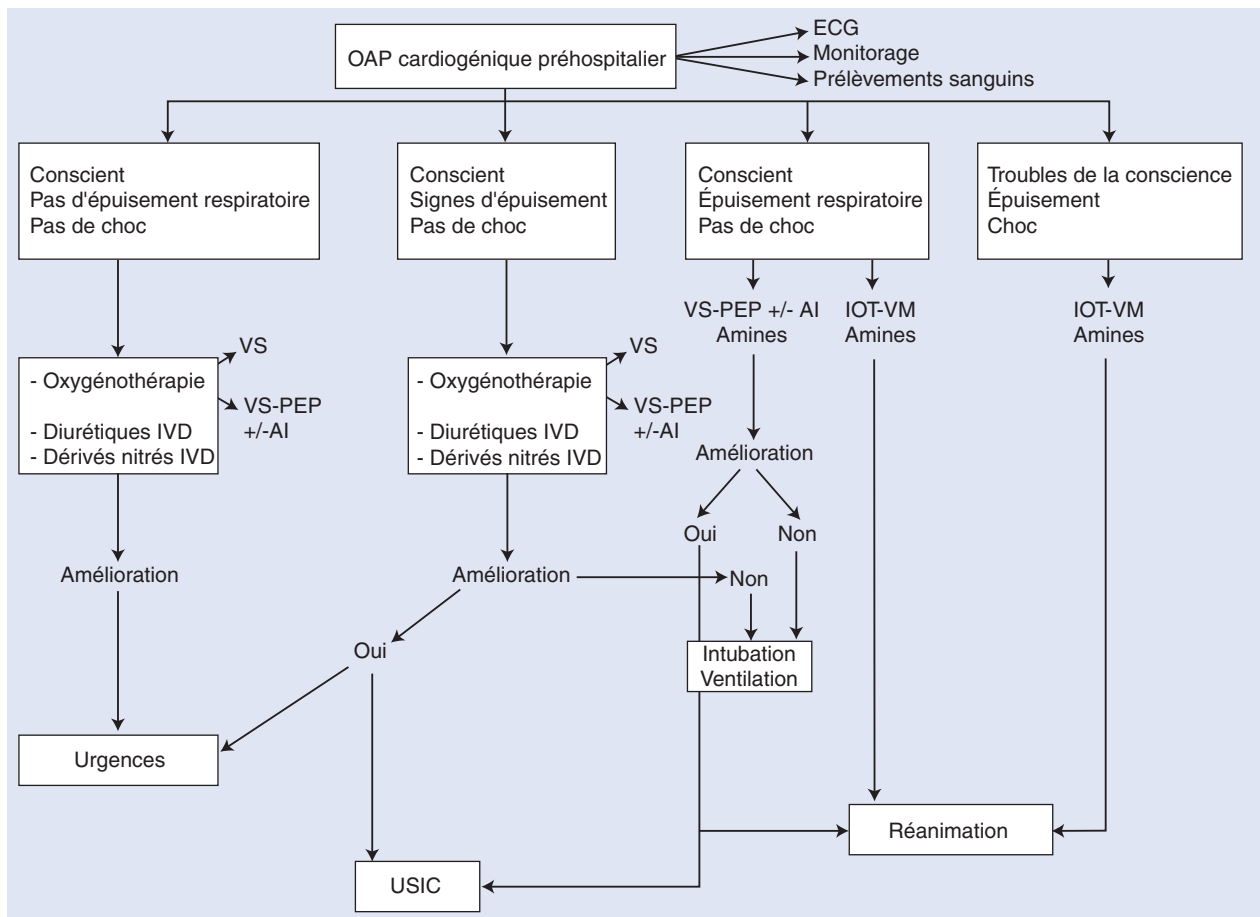 OAP cardiogénique préhospitalier
ECG
Monitorage
Prélèvements sanguins
Conscient
Pas d'épuisement respiratoire
Pas de choc
Conscient
Signes d'épuisement
Pas de choc
Conscient
Épuisement respiratoire
Pas de choc
Troubles de la conscience
Épuisement
Choc
- Oxygénothérapie
- Diurétiques IVD
- Dérivés nitrés IVD
VS
VS-PEP
+/-AI
- Oxygénothérapie
- Diurétiques IVD
- Dérivés nitrés IVD
VS
VS-PEP
+/-AI
VS-PEP +/- AI
Amines
IOT-VM
Amines
IOT-VM
Amines
Amélioration
Oui
Non
Amélioration
Amélioration
Non
Oui
Intubation
Ventilation
Urgences
Réanimation
USIC